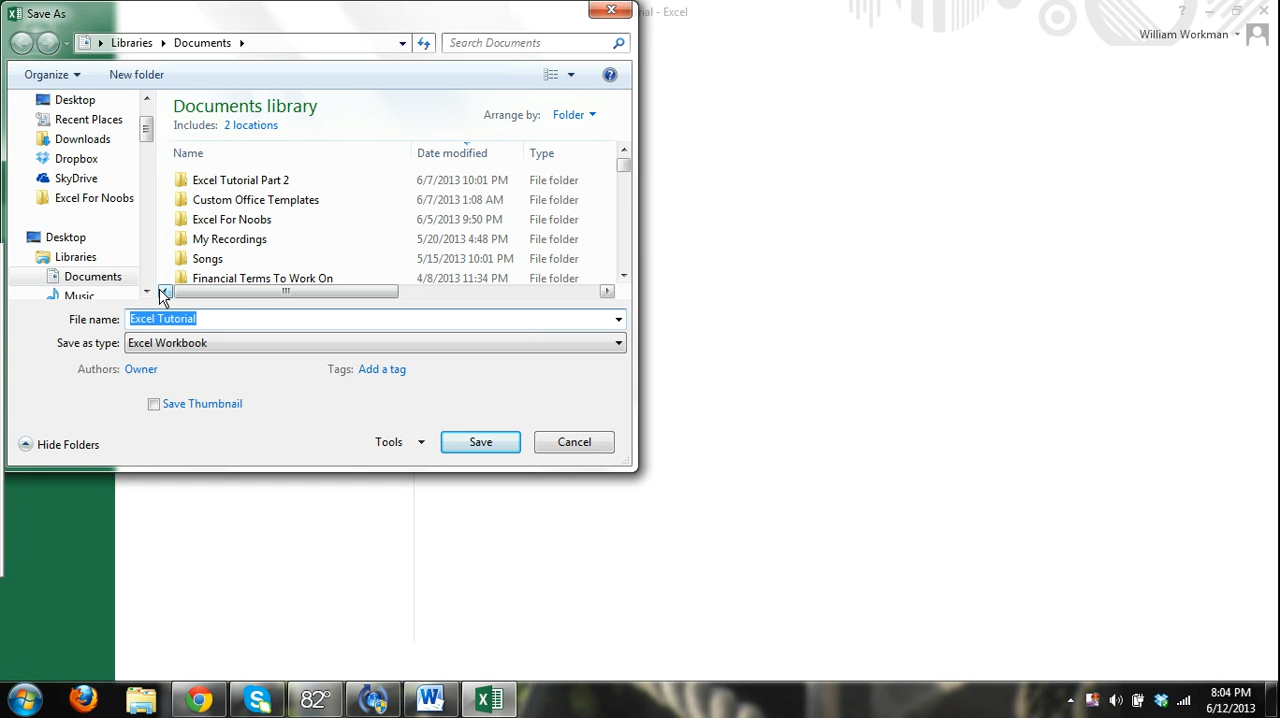 Save As
rial - Excel
William Workman
Libraries Documents
Search Documents
Organize New folder
Desktop
Recent Places
Downloads
Dropbox
SkyDrive
Excel For Noobs
Desktop
Libraries
Documents
Music
Documents library
Includes: 2 locations
Arrange by: Folder
Name Date modified Type
Excel Tutorial Part 2 6/7/2013 10:01 PM File folder
Custom Office Templates 6/7/2013 1:08 AM File folder
Excel For Noobs 6/5/2013 9:50 PM File folder
My Recordings 5/20/2013 4:48 PM File folder
Songs 5/15/2013 10:01 PM File folder
Financial Terms To Work On 4/8/2013 11:34 PM File folder
File name: Excel Tutorial
Save as type: Excel Workbook
Authors: Owner Tags: Add a tag
Save Thumbnail
Hide Folders Tools Save Cancel
82°
8:04 PM
6/12/2013